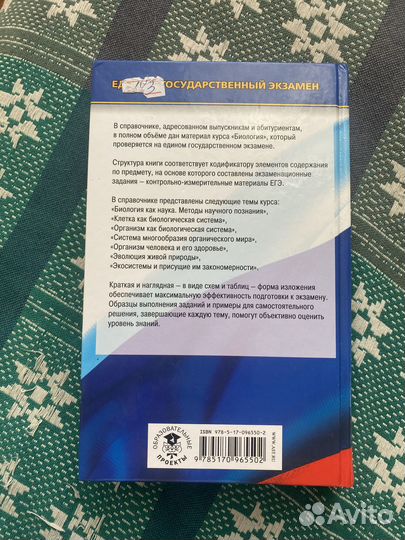 ГОСУДАРСТВЕННЫЙ ЭКЗАМЕН
В справочнике, адресованном выпускникам и абитуриентам,
в полном объёме дан материал курса «Биология», который
проверяется на едином государственном экзамене.
Структура книги соответствует кодификатору элементов содержания
по предмету, на основе которого составлены экзаменационные
задания – контрольно-измерительные материалы ЕГЭ.
В справочнике представлены следующие темы курса:
«Биология как наука. Методы научного познания»,
«Клетка как биологическая система»,
«Организм как биологическая система»,
«Система многообразия органического мира»,
«Организм человека и его здоровье»,
«Эволюция живой природы»,
«Экосистемы и присущие им закономерности».
Краткая и наглядная – в виде схем и таблиц – форма изложения
обеспечивает максимальную эффективность подготовки к экзамену.
Образцы выполнения заданий и примеры для самостоятельного
решения, завершающие каждую тему, помогут объективно оценить
уровень знаний.
ОБРАЗОВАТЕЛЬНЫЕ
ПРОЕКТЫ
ISBN 978-5-17-096550-2
9 785170 965502
WWW.AST.RU
Avito